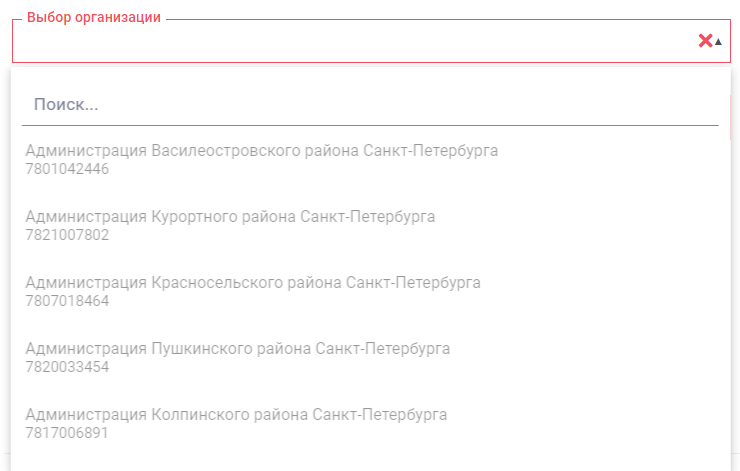 Выбор организации
Поиск...
Администрация Василеостровского района Санкт-Петербурга
7801042446
Администрация Курортного района Санкт-Петербурга
7821007802
Администрация Красносельского района Санкт-Петербурга
7807018464
Администрация Пушкинского района Санкт-Петербурга
7820033454
Администрация Колпинского района Санкт-Петербурга
7817006891